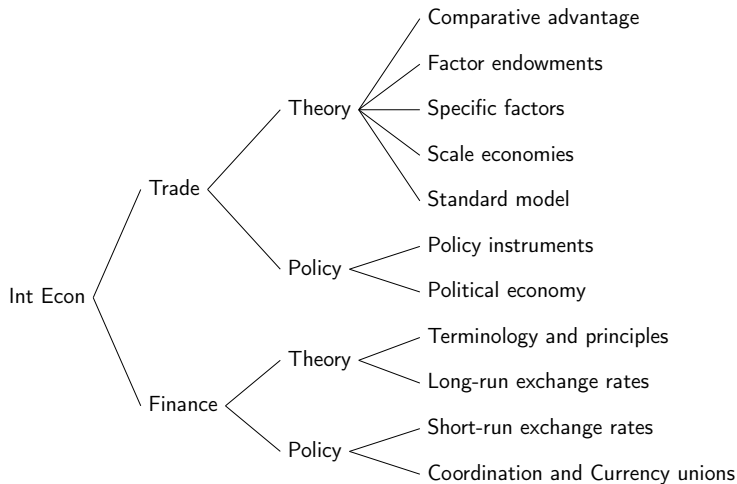 Comparative advantage
Factor endowments
Theory
Specific factors
Scale economies
Trade
Standard model
Policy instruments
Policy
Political economy
Int Econ
Terminology and principles
Theory
Long-run exchange rates
Finance
Short-run exchange rates
Policy
Coordination and Currency unions